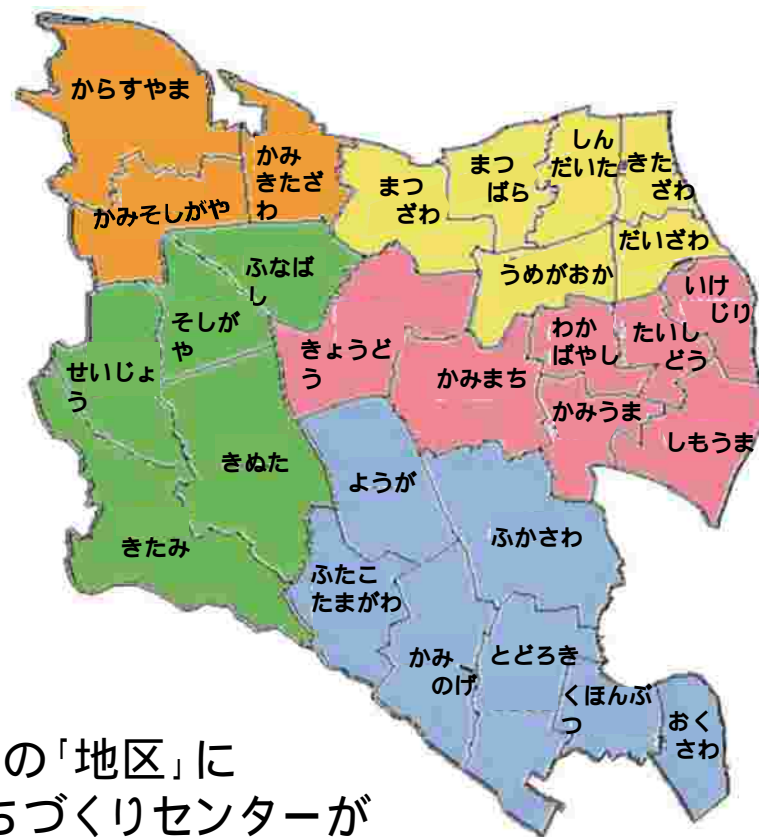 からすやま
かみ
きたざ
わ
かみそしがや
まつ
ざわ
まつ
ばら
しん
だいた
きた
ざわ
うめがおか
だいざわ
ふなば
し
そしが
や
せいじょ
う
きぬた
きたみ
きょうど
う
かみまち
わか
ばやし
たいし
どう
いけ
じり
かみうま
しもうま
ようが
ふかさわ
ふたこ
たまがわ
かみ
のげ
とどろき
くほんぶ
つ
おく
さわ
の「地区」に
ちづくりセンターが